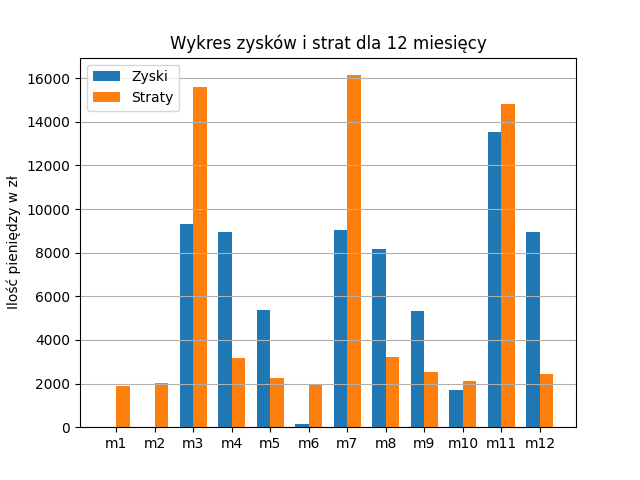 Wykres zysków i strat dla 12 miesięcy
Zyski
Straty
Ilość pieniędzy w zł
16000
14000
12000
10000
8000
6000
4000
2000
0
m1 m2 m3 m4 m5 m6 m7 m8 m9 m10 m11 m12